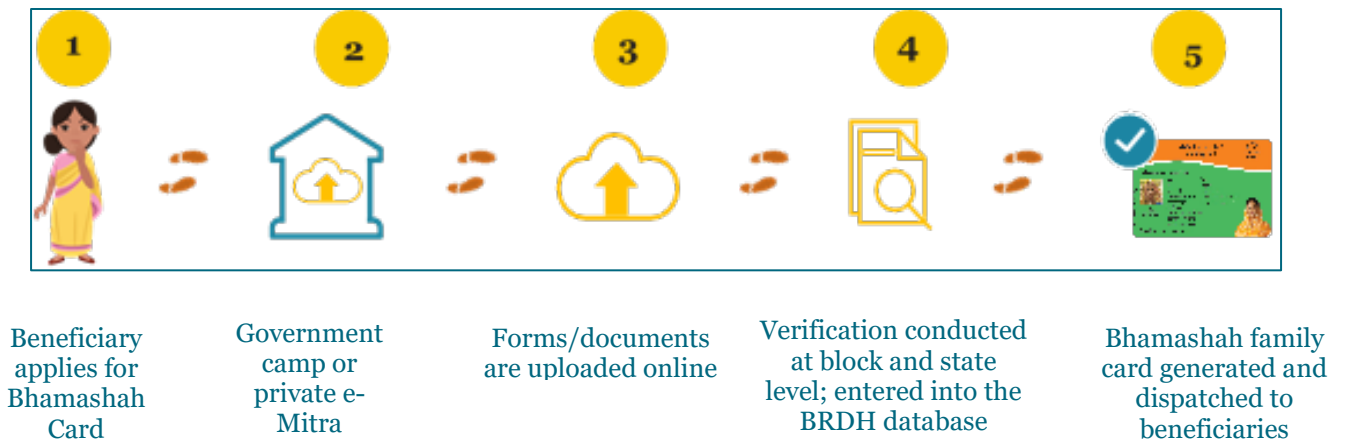 1
2
3
4
5
Beneficiary
applies for
Bhamashah
Card
Government
camp or
private e-
Mitra
Forms/documents
are uploaded online
Verification conducted
at block and state
level; entered into the
BRDH database
Bhamashah family
card generated and
dispatched to
beneficiaries